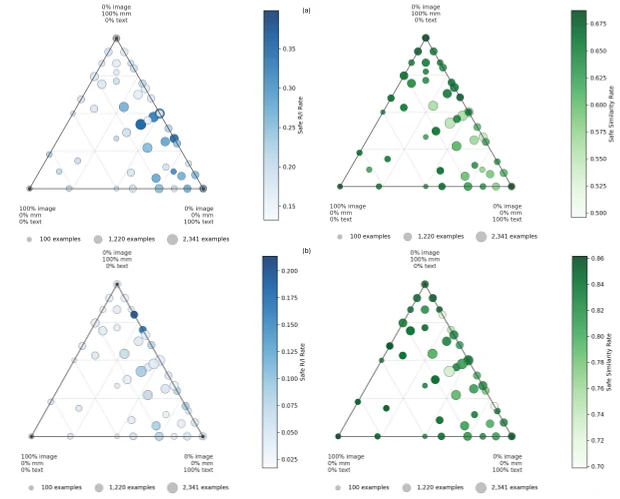 (a)
0% image
100% mm
0% text
0.35
0.30
0.25
0.20
0.15
Safe R/I Rate
100% image
0% mm
0% text
0% image
0% mm
100% text
100 examples
1,220 examples
2,341 examples
0% image
100% mm
0% text
0.675
0.650
0.625
0.600
0.575
0.550
0.525
0.500
Safe Similarity Rate
100% image
0% mm
0% text
0% image
0% mm
100% text
100 examples
1,220 examples
2,341 examples
(b)
0% image
100% mm
0% text
0.200
0.175
0.150
0.125
0.100
0.075
0.050
0.025
Safe R/I Rate
100% image
0% mm
0% text
0% image
0% mm
100% text
100 examples
1,220 examples
2,341 examples
0% image
100% mm
0% text
0.86
0.84
0.82
0.80
0.78
0.76
0.74
0.72
0.70
Safe Similarity Rate
100% image
0% mm
0% text
0% image
0% mm
100% text
100 examples
1,220 examples
2,341 examples